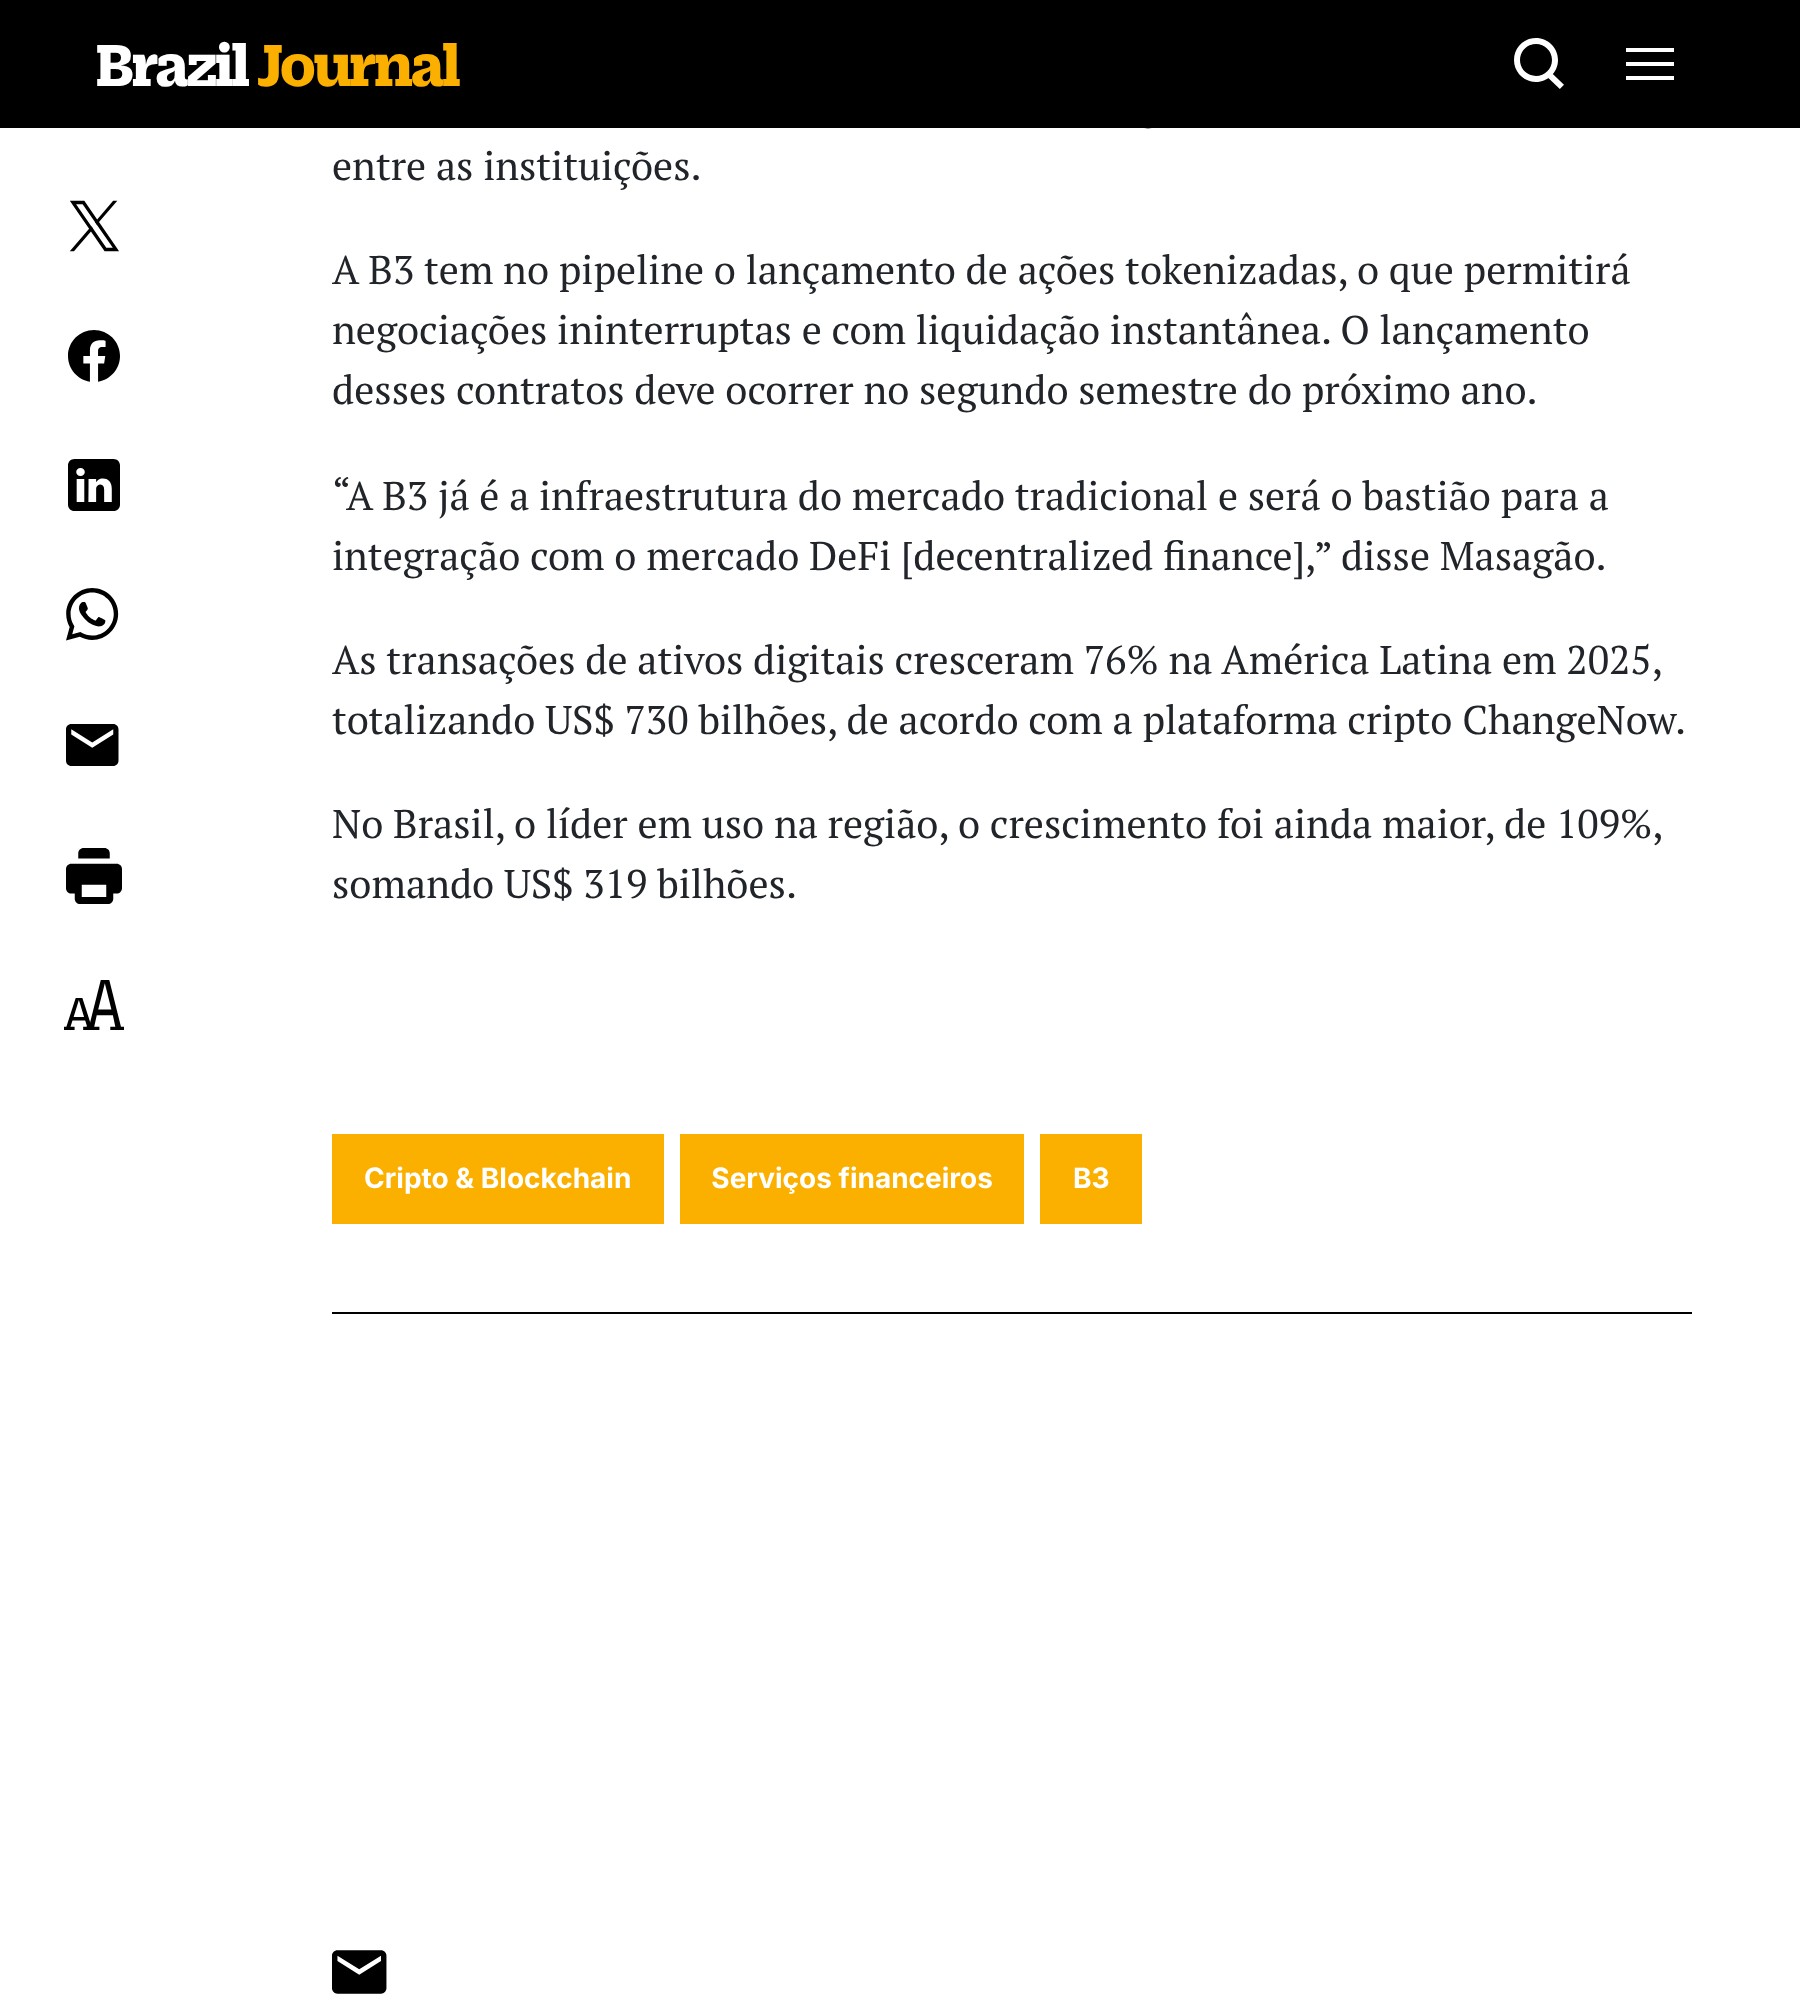 Brazil Journal
entre as instituições.
A B3 tem no pipeline o lançamento de ações tokenizadas, o que permitirá
negociações ininterruptas e com liquidação instantânea. O lançamento
desses contratos deve ocorrer no segundo semestre do próximo ano.
“A B3 já é a infraestrutura do mercado tradicional e será o bastião para a
integração com o mercado DeFi [decentralized finance],” disse Masagão.
As transações de ativos digitais cresceram 76% na América Latina em 2025,
totalizando US$ 730 bilhões, de acordo com a plataforma cripto ChangeNow.
No Brasil, o líder em uso na região, o crescimento foi ainda maior, de 109%,
somando US$ 319 bilhões.
AA
Cripto & Blockchain
Serviços financeiros
B3